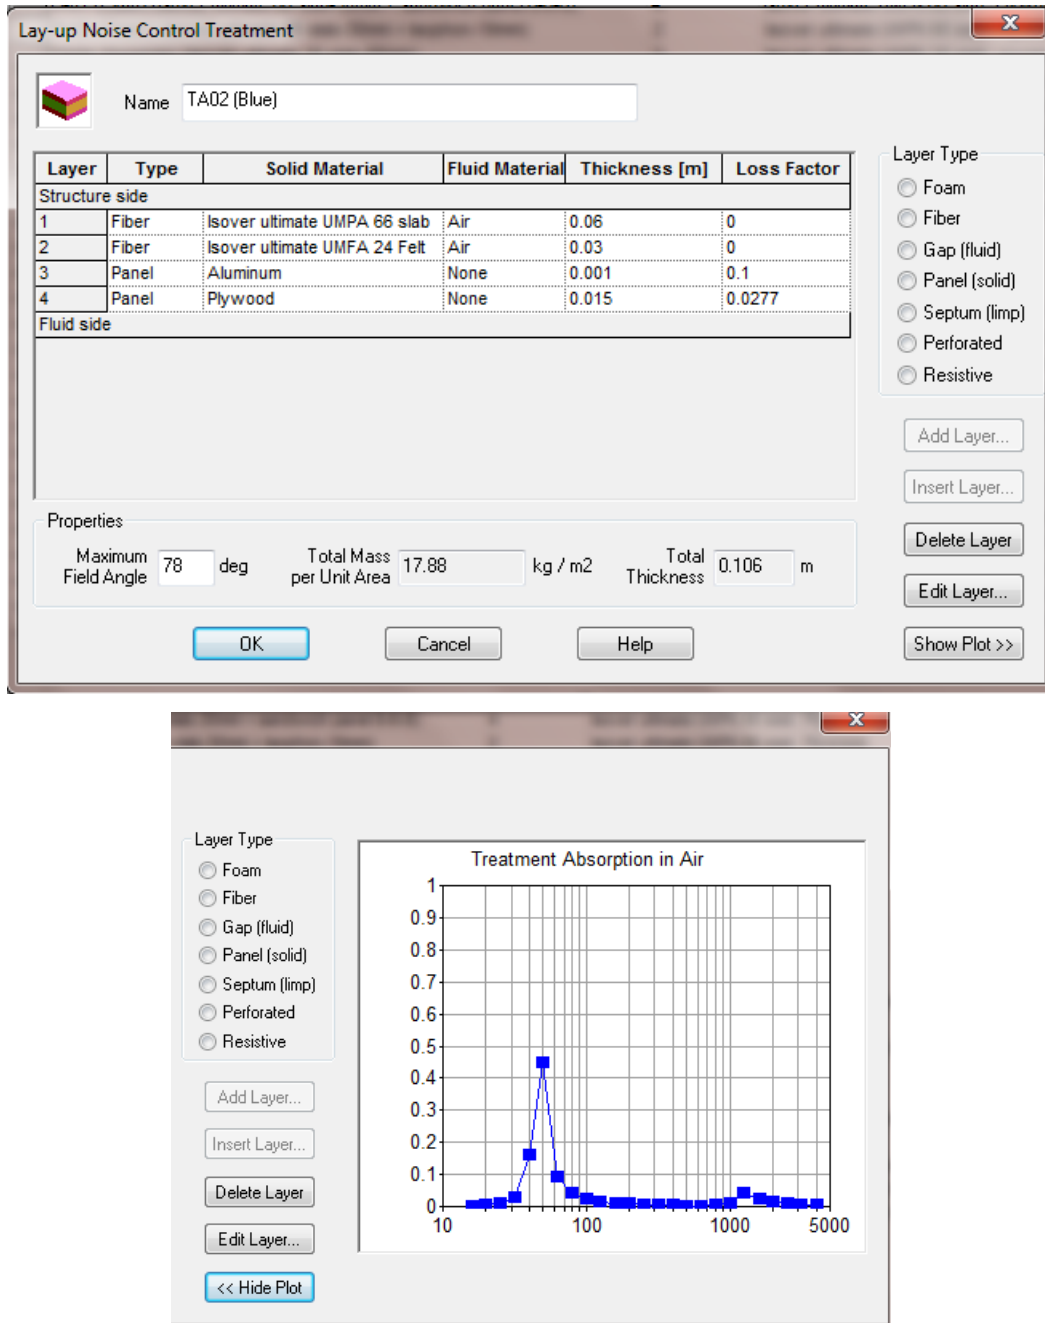 Lay-up Noise Control Treatment
Name TA02 (Blue)
Layer Type Solid Material Fluid Material Thickness [m] Loss Factor
Structure side
1 Fiber Isover ultimate UMPA 66 slab Air 0.06 0
2 Fiber Isover ultimate UMFA 24 Felt Air 0.03 0
3 Panel Aluminum None 0.001 0.1
4 Panel Plywood None 0.015 0.0277
Fluid side
Layer Type
Foam
Fiber
Gap (fluid)
Panel (solid)
Septum (limp)
Perforated
Resistive
Add Layer...
Insert Layer...
Delete Layer
Edit Layer...
Show Plot >>
Properties
Maximum Field Angle 78 deg
Total Mass per Unit Area 17.88 kg / m2
Total Thickness 0.106 m
OK Cancel Help
Layer Type
Foam
Fiber
Gap (fluid)
Panel (solid)
Septum (limp)
Perforated
Resistive
Add Layer...
Insert Layer...
Delete Layer
Edit Layer...
<< Hide Plot
Treatment Absorption in Air
1
0.9
0.8
0.7
0.6
0.5
0.4
0.3
0.2
0.1
0
10 100 1000 5000